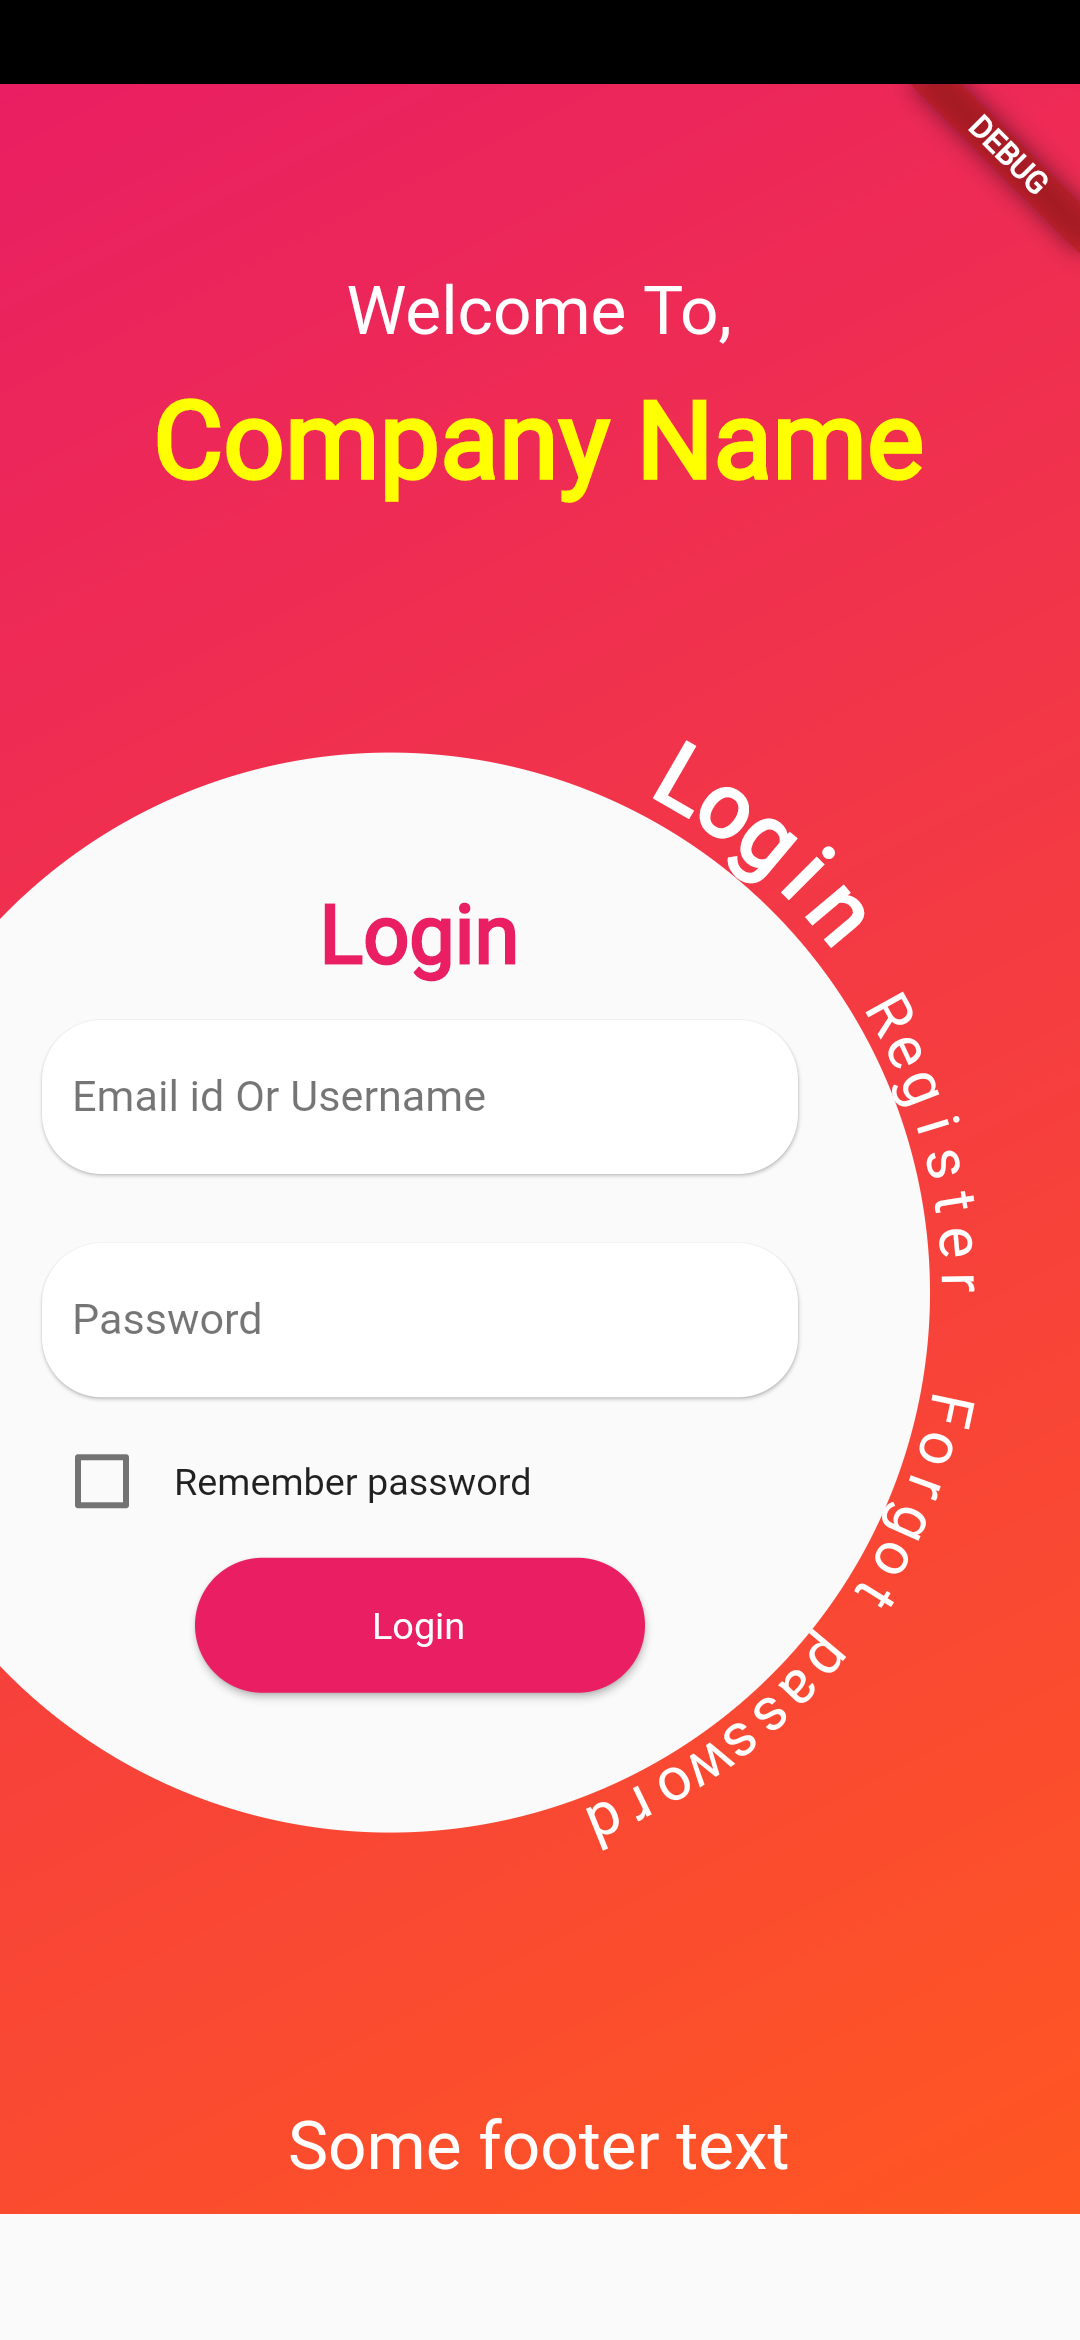 DEBUG
Welcome To,
Company Name
Login
Register
Forgot password
Login
Email id Or Username
Password
Remember password
Login
Some footer text